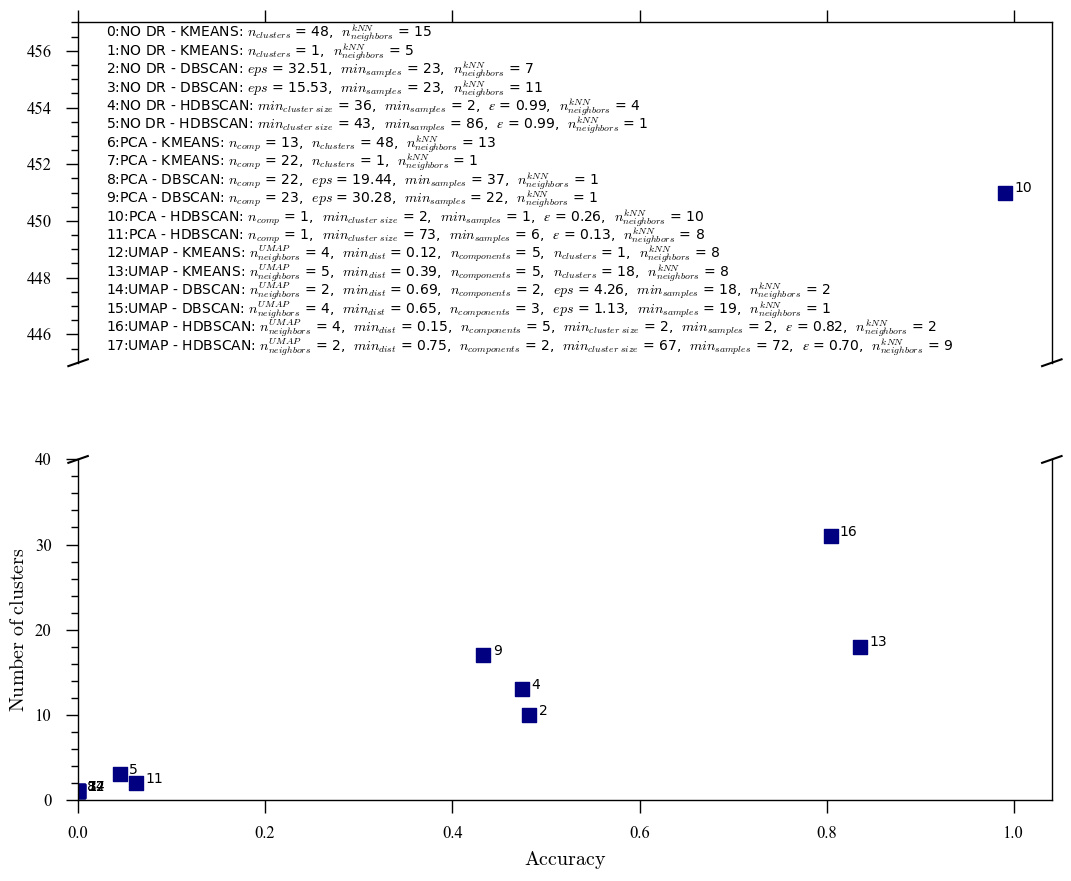 0:NO DR - KMEANS: n_clusters = 48, n_neighbors^kNN = 15
456
1:NO DR - KMEANS: n_clusters = 1, n_neighbors^kNN = 5
2:NO DR - DBSCAN: eps = 32.51, min_samples = 23, n_neighbors^kNN = 7
3:NO DR - DBSCAN: eps = 15.53, min_samples = 23, n_neighbors^kNN = 11
454
4:NO DR - HDBSCAN: min_cluster size = 36, min_samples = 2, ε = 0.99, n_neighbors^kNN = 4
5:NO DR - HDBSCAN: min_cluster size = 43, min_samples = 86, ε = 0.99, n_neighbors^kNN = 1
6:PCA - KMEANS: n_comp = 13, n_clusters = 48, n_neighbors^kNN = 13
452
7:PCA - KMEANS: n_comp = 22, n_clusters = 1, n_neighbors^kNN = 1
8:PCA - DBSCAN: n_comp = 22, eps = 19.44, min_samples = 37, n_neighbors^kNN = 1
10
9:PCA - DBSCAN: n_comp = 23, eps = 30.28, min_samples = 22, n_neighbors^kNN = 1
10:PCA - HDBSCAN: n_comp = 1, min_cluster size = 2, min_samples = 1, ε = 0.26, n_neighbors^kNN = 10
450
11:PCA - HDBSCAN: n_comp = 1, min_cluster size = 73, min_samples = 6, ε = 0.13, n_neighbors^kNN = 8
12:UMAP - KMEANS: n_neighbors^UMAP = 4, min_dist = 0.12, n_components = 5, n_clusters = 1, n_neighbors^kNN = 8
13:UMAP - KMEANS: n_neighbors^UMAP = 5, min_dist = 0.39, n_components = 5, n_clusters = 18, n_neighbors^kNN = 8
448
14:UMAP - DBSCAN: n_neighbors^UMAP = 2, min_dist = 0.69, n_components = 2, eps = 4.26, min_samples = 18, n_neighbors^kNN = 2
15:UMAP - DBSCAN: n_neighbors^UMAP = 4, min_dist = 0.65, n_components = 3, eps = 1.13, min_samples = 19, n_neighbors^kNN = 1
16:UMAP - HDBSCAN: n_neighbors^UMAP = 4, min_dist = 0.15, n_components = 5, min_cluster size = 2, min_samples = 2, ε = 0.82, n_neighbors^kNN = 2
446
17:UMAP - HDBSCAN: n_neighbors^UMAP = 2, min_dist = 0.75, n_components = 2, min_cluster size = 67, min_samples = 72, ε = 0.70, n_neighbors^kNN = 9
40
16
30
13
20
9
4
2
10
5
11
0
Number of clusters
0.0 0.2 0.4 0.6 0.8 1.0
Accuracy